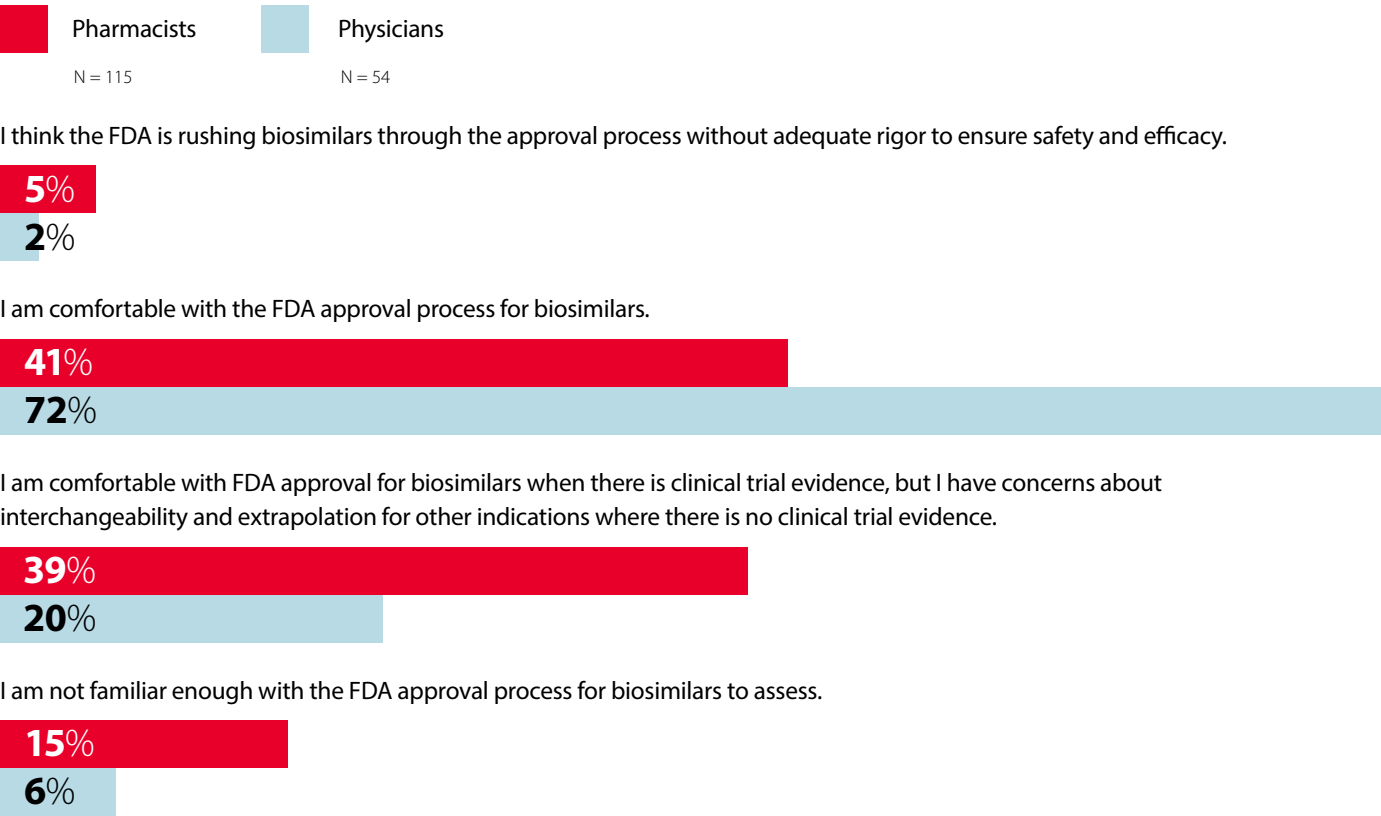 Pharmacists
Physicians
N = 115
N = 54
I think the FDA is rushing biosimilars through the approval process without adequate rigor to ensure safety and efficacy.
5%
2%
I am comfortable with the FDA approval process for biosimilars.
41%
72%
I am comfortable with FDA approval for biosimilars when there is clinical trial evidence, but I have concerns about
interchangeability and extrapolation for other indications where there is no clinical trial evidence.
39%
20%
I am not familiar enough with the FDA approval process for biosimilars to assess.
15%
6%